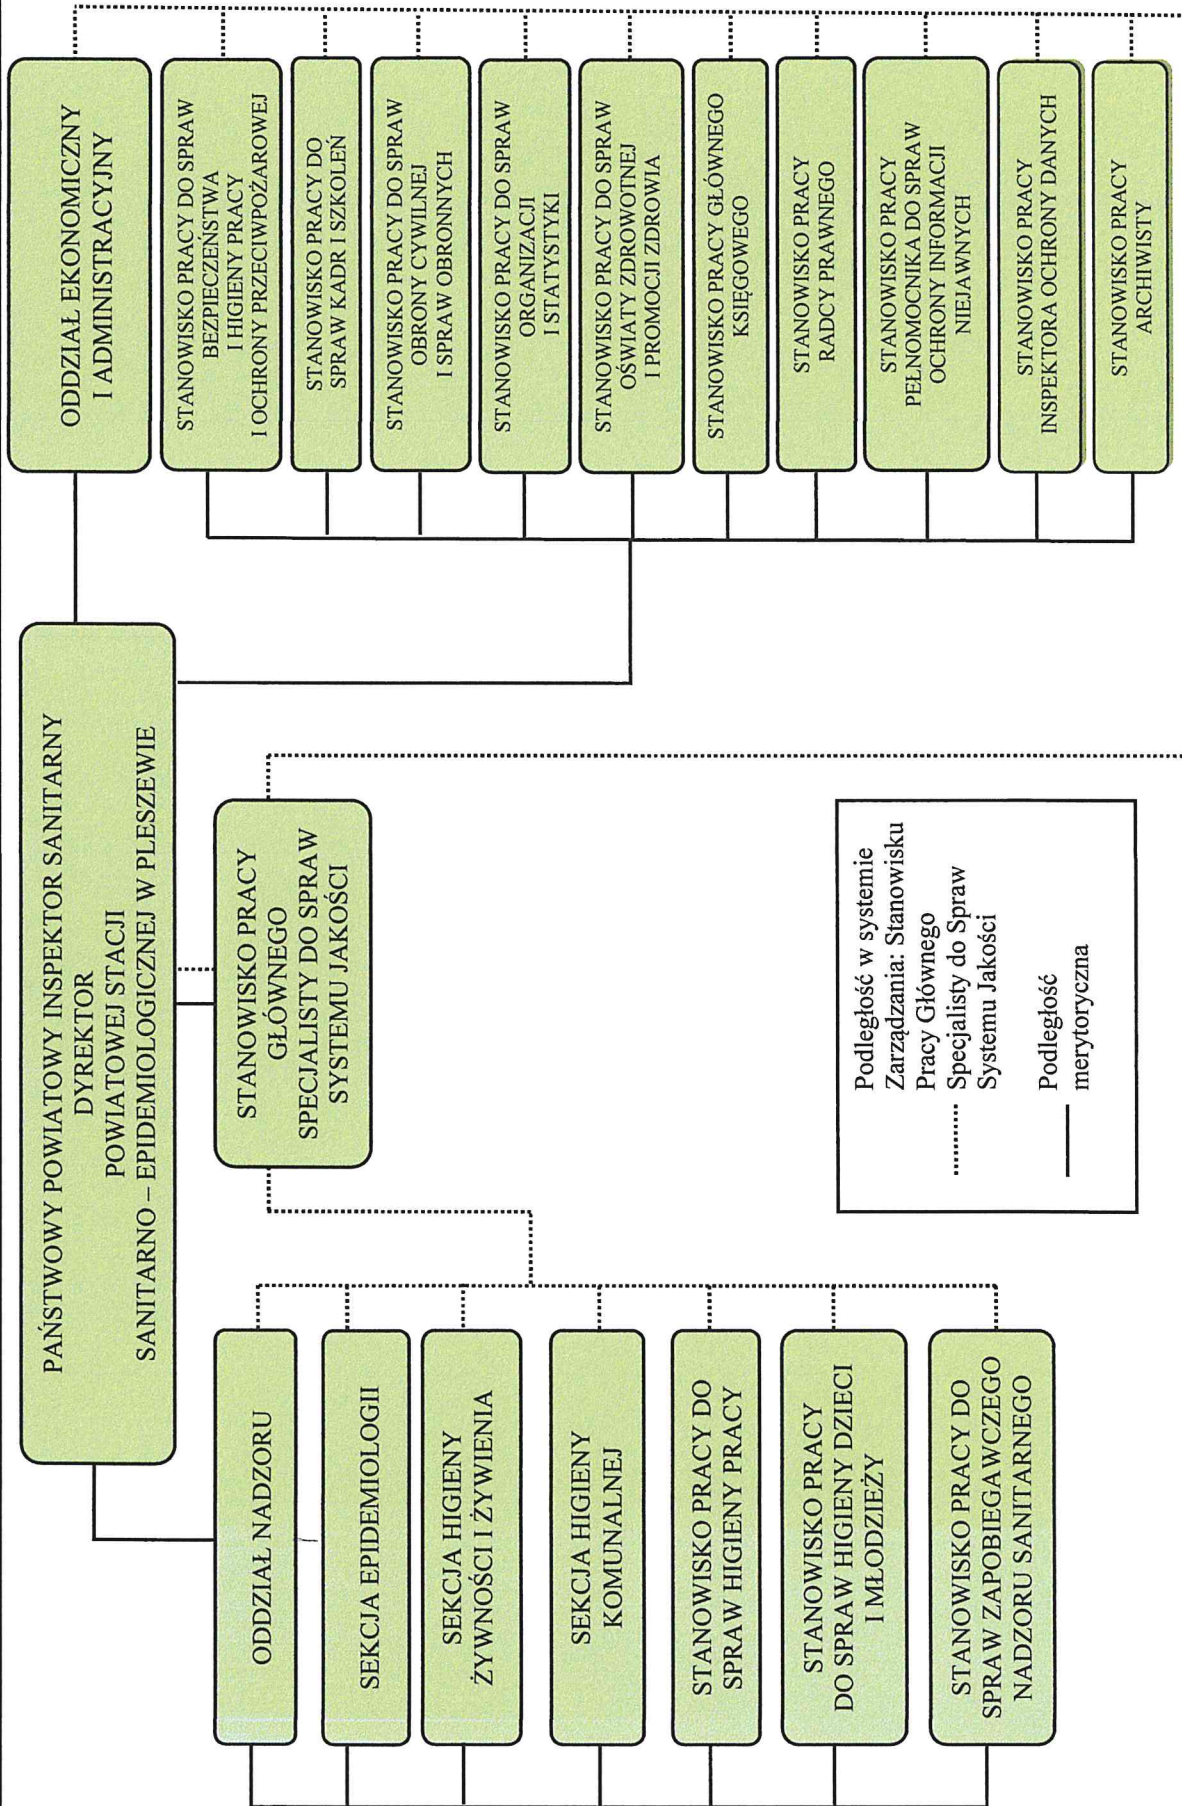 PAŃSTWOWY POWIATOWY INSPEKTOR SANITARNY
DYREKTOR
POWIATOWEJ STACJI
SANITARNO – EPIDEMIOLOGICZNEJ W PLESZEWIE
ODDZIAŁ NADZORU
SEKCJA EPIDEMIOLOGII
SEKCJA HIGIENY
ŻYWNOŚCI I ŻYWIENIA
SEKCJA HIGIENY
KOMUNALNEJ
STANOWISKO PRACY DO
SPRAW HIGIENY PRACY
STANOWISKO PRACY
DO SPRAW HIGIENY DZIECI
I MŁODZIEŻY
STANOWISKO PRACY DO
SPRAW ZAPOBIEGAWCZEGO
NADZORU SANITARNEGO
STANOWISKO PRACY
GŁÓWNEGO
SPECJALISTY DO SPRAW
SYSTEMU JAKOŚCI
Podległość w systemie
Zarządzania: Stanowisku
Pracy Głównego
Specjalisty do Spraw
Systemu Jakości
Podległość
merytoryczna
ODDZIAŁ EKONOMICZNY
I ADMINISTRACYJNY
STANOWISKO PRACY DO SPRAW
BEZPIECZEŃSTWA
I HIGIENY PRACY
I OCHRONY PRZECIWPOŻAROWEJ
STANOWISKO PRACY DO
SPRAW KADR I SZKOLEŃ
STANOWISKO PRACY DO SPRAW
OBRONY CYWILNEJ
I SPRAW OBRONNYCH
STANOWISKO PRACY DO SPRAW
ORGANIZACJI
I STATYSTYKI
STANOWISKO PRACY DO SPRAW
OŚWIATY ZDROWOTNEJ
I PROMOCJI ZDROWIA
STANOWISKO PRACY GŁÓWNEGO
KSIĘGOWEGO
STANOWISKO PRACY
RADCY PRAWNEGO
STANOWISKO PRACY
PEŁNOMOCNIKA DO SPRAW
OCHRONY INFORMACJI
NIEJAWNYCH
STANOWISKO PRACY
INSPEKTORA OCHRONY DANYCH
STANOWISKO PRACY
ARCHIWISTY